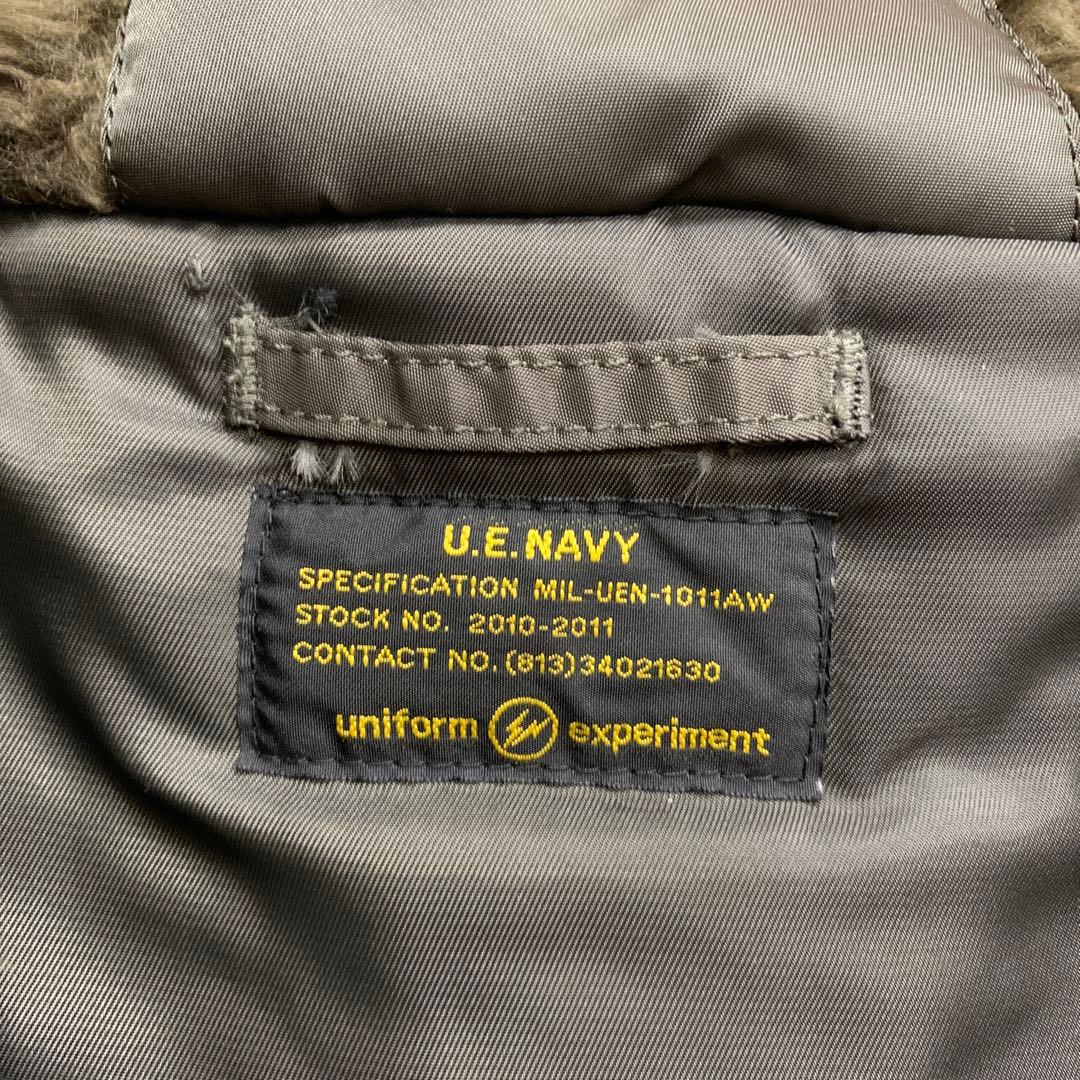 U.E.NAVY
SPECIFICATION MIL-UEN-1011AW
STOCK NO. 2010-2011
CONTACT NO. (813)34021630
uniform experiment